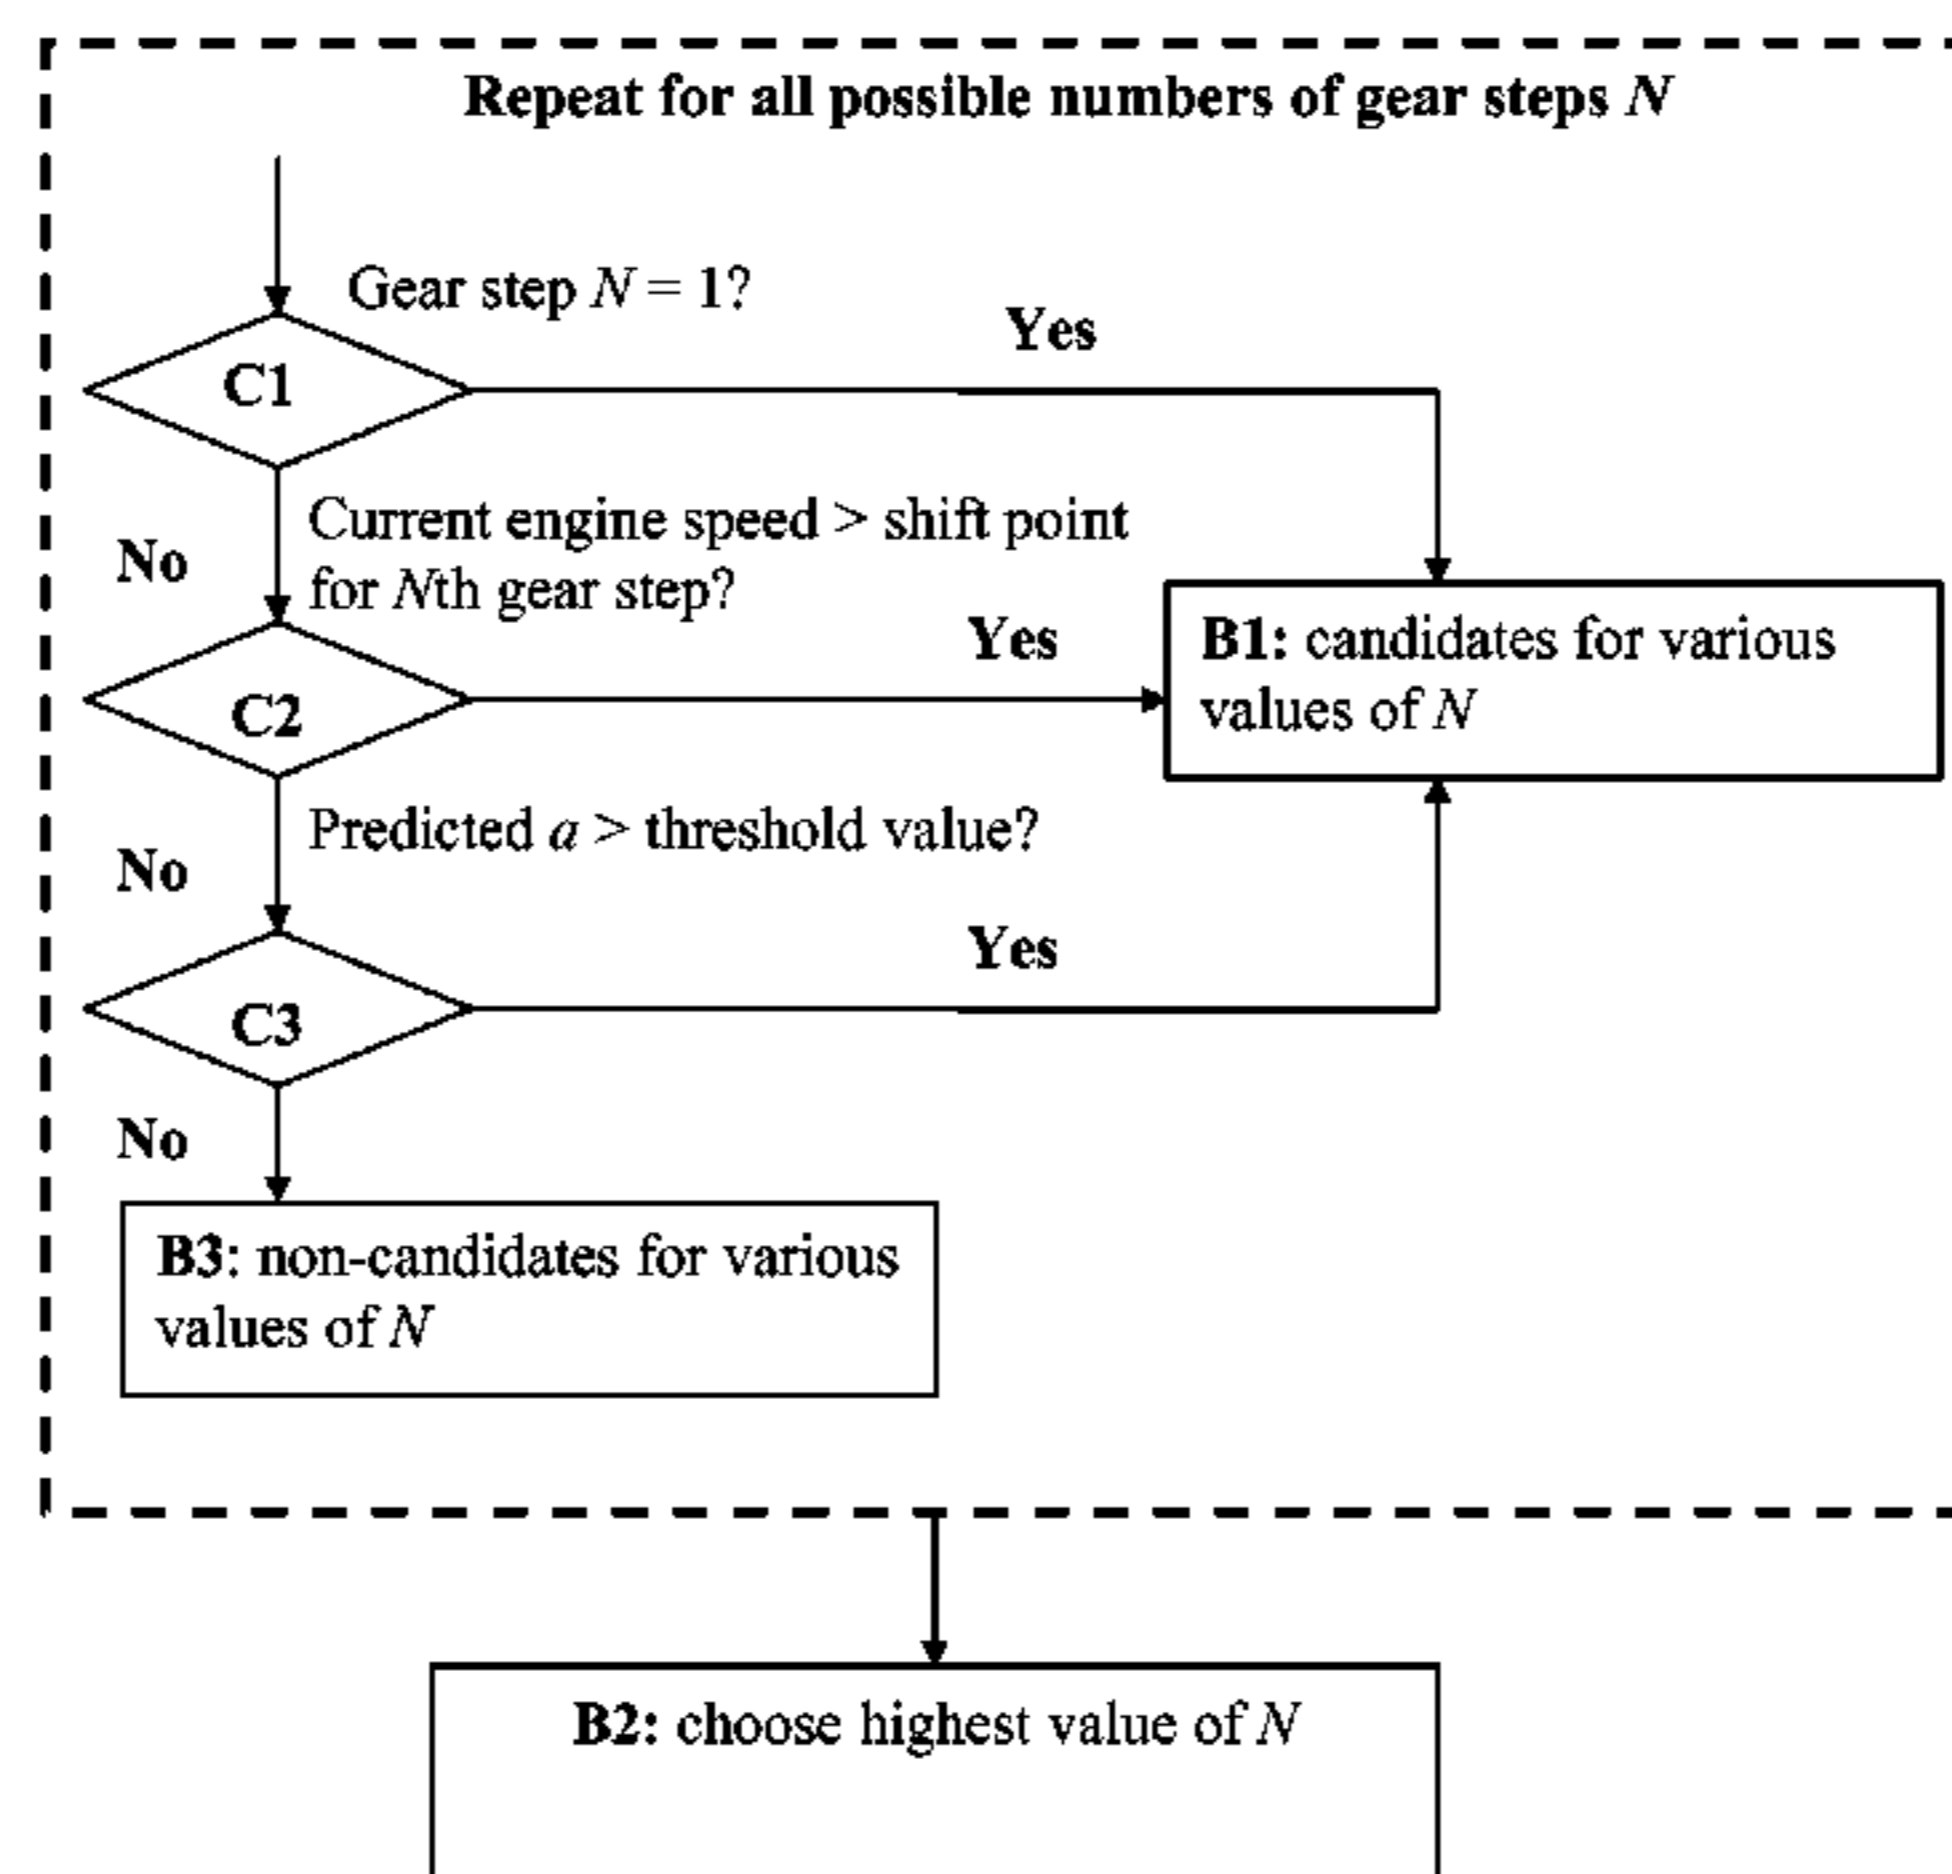 Repeat for all possible numbers of gear steps N
Gear step N = 1?
Yes
C1
No
Current engine speed > shift point
for Nth gear step?
Yes
B1: candidates for various
values of N
C2
No
Predicted a > threshold value?
Yes
C3
No
B3: non-candidates for various
values of N
B2: choose highest value of N